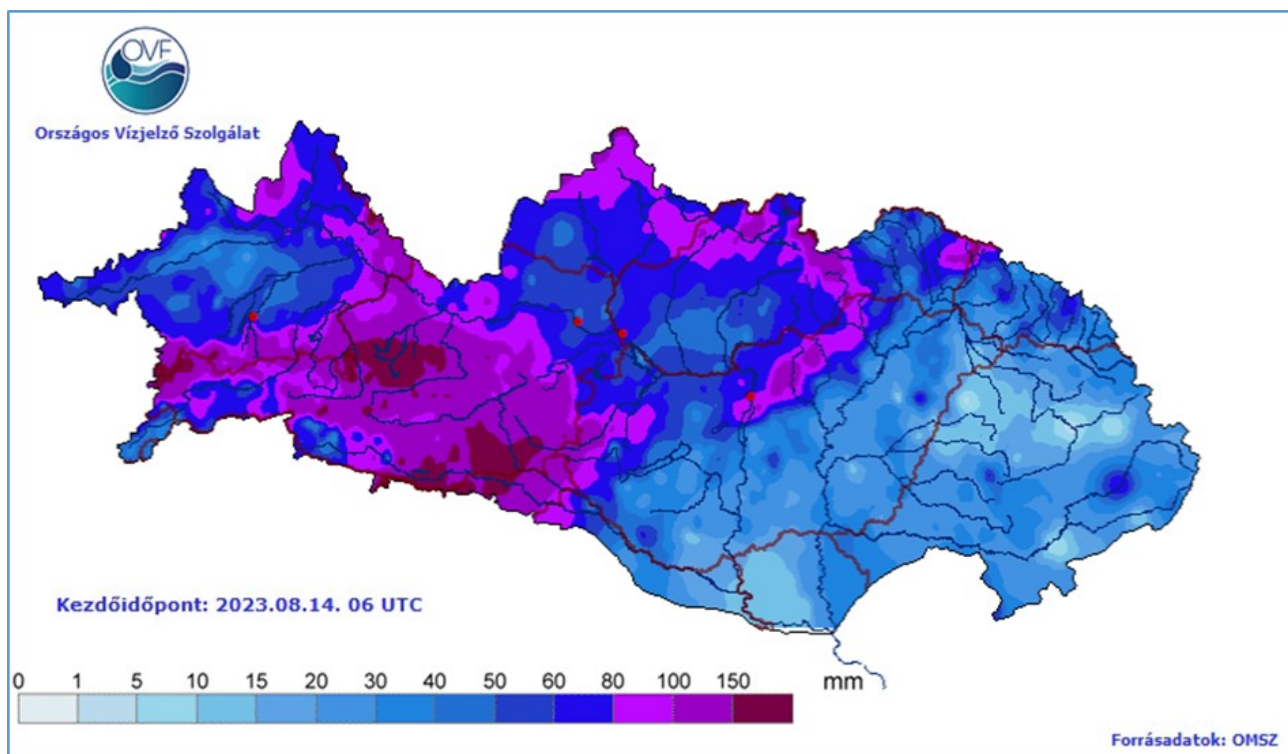 OVF
Országos Vízjelző Szolgálat
Kezdőidőpont: 2023.08.14. 06 UTC
0 1 5 10 15 20 30 40 50 60 80 100 150
mm
Forrásadatok: OMSZ